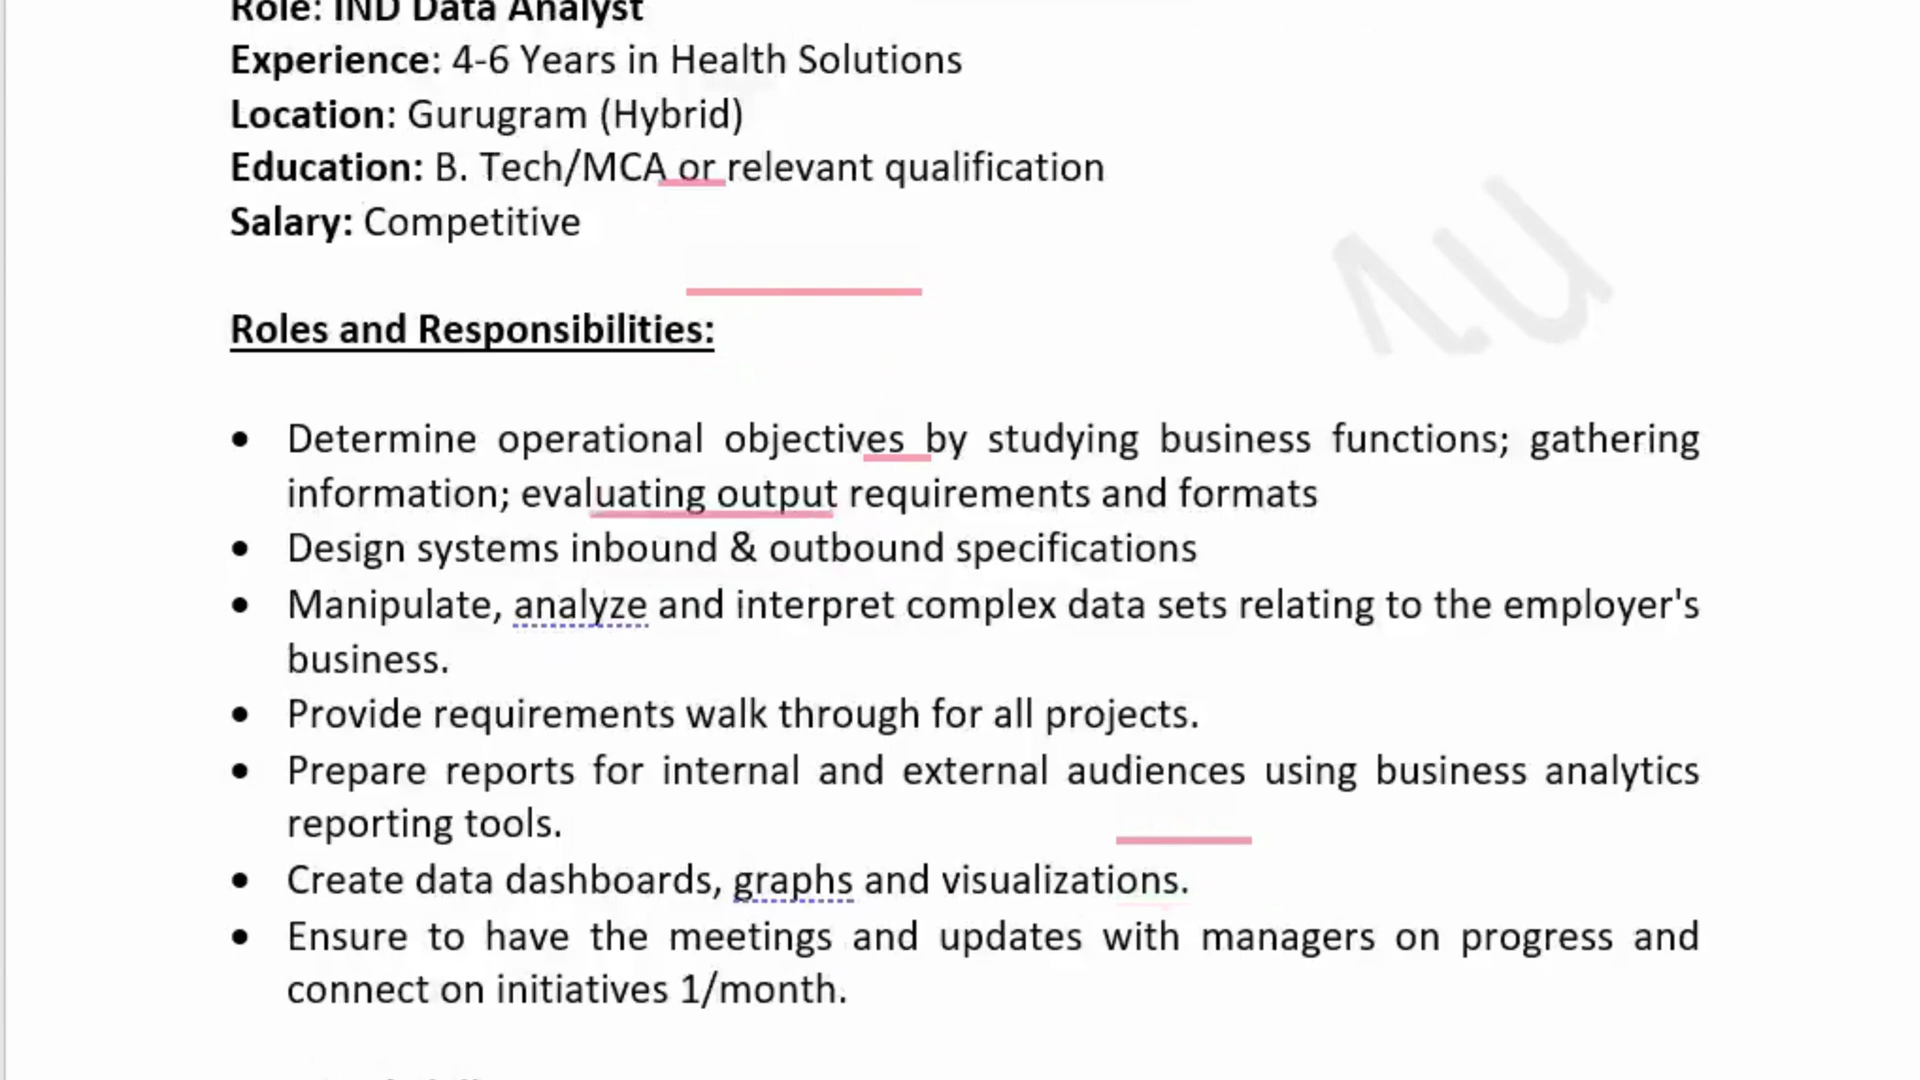 Role: IND Data Analyst
Experience: 4-6 Years in Health Solutions
Location: Gurugram (Hybrid)
Education: B. Tech/MCA or relevant qualification
Salary: Competitive
Roles and Responsibilities:
• Determine operational objectives by studying business functions; gathering
information; evaluating output requirements and formats
• Design systems inbound & outbound specifications
• Manipulate, analyze and interpret complex data sets relating to the employer's
business.
• Provide requirements walk through for all projects.
• Prepare reports for internal and external audiences using business analytics
reporting tools.
• Create data dashboards, graphs and visualizations.
• Ensure to have the meetings and updates with managers on progress and
connect on initiatives 1/month.